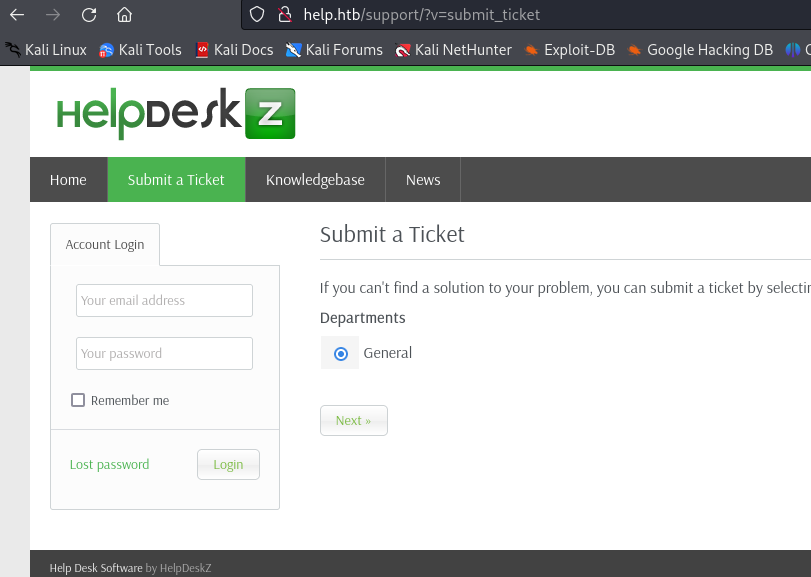 help.htb/support/?v=submit_ticket
Kali Linux Kali Tools Kali Docs Kali Forums Kali NetHunter Exploit-DB Google Hacking DB
HelpDesk Z
Home Submit a Ticket Knowledgebase News
Account Login
Your email address
Your password
Remember me
Lost password Login
Submit a Ticket
If you can't find a solution to your problem, you can submit a ticket by
Departments
General
Next »
Help Desk Software by HelpDeskZ